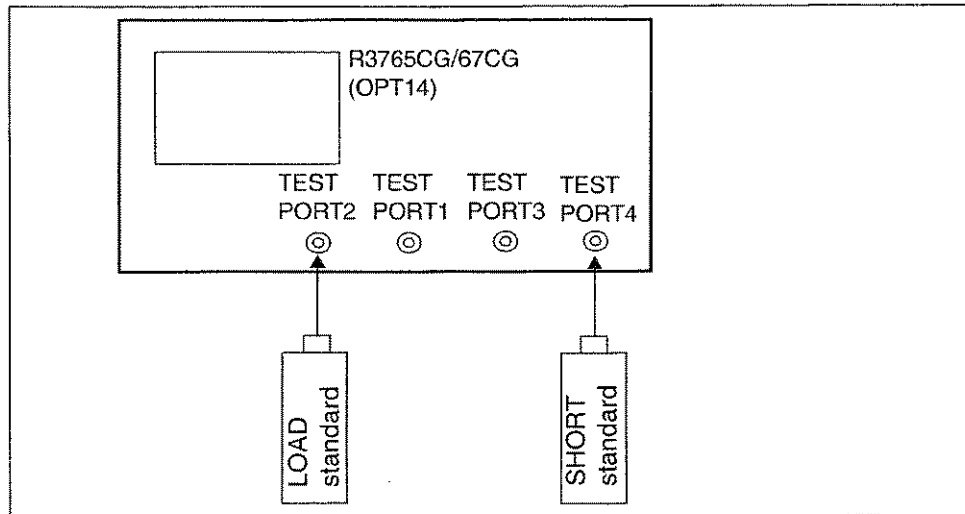 R3765CG/67CG
(OPT14)
TEST
PORT2
TEST
PORT1
TEST
PORT3
TEST
PORT4
LOAD
standard
SHORT
standard